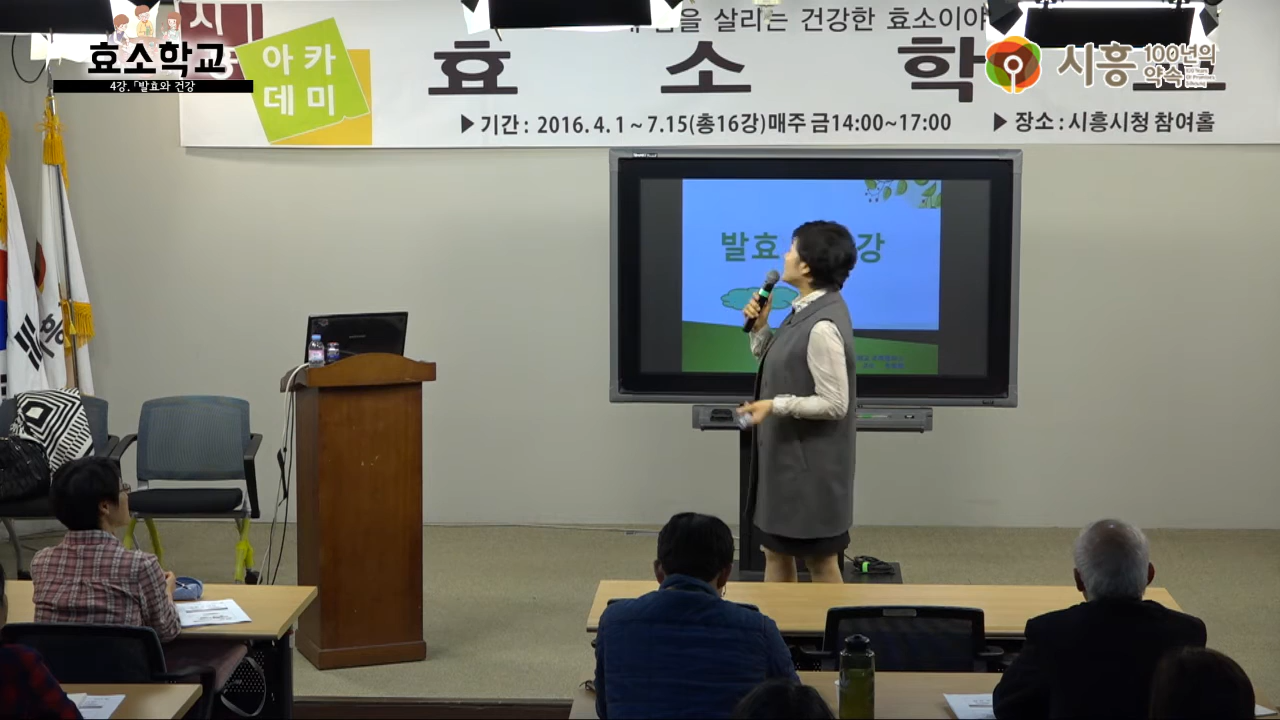 효소학교
4강. 「발효와 건강
시
아카
데미
을 살리는 건강한 효소이야
효 소 학
▶기간 : 2016.4.1~7.15(총16강)매주 금14:00~17:00
▶장소 : 시흥시청 참여홀
시흥 100년의
약속
발효 강